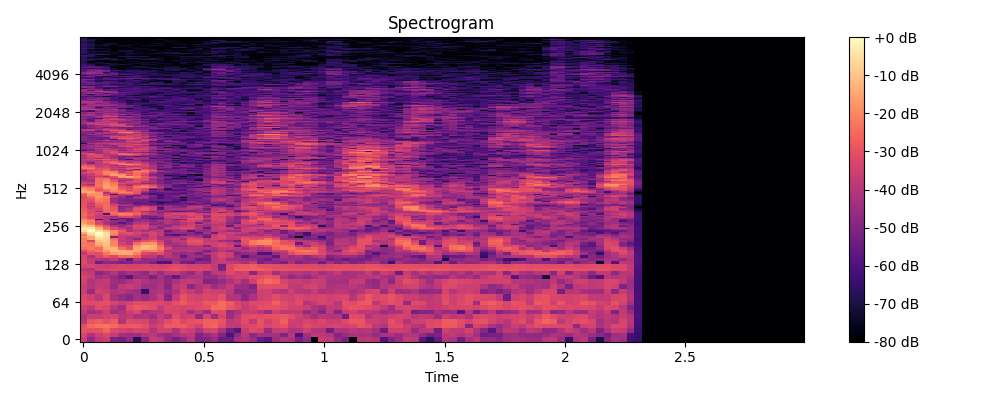 Spectrogram
4096
2048
1024
512
256
128
64
0
Hz
0
0.5
1
1.5
2
2.5
Time
+0 dB
-10 dB
-20 dB
-30 dB
-40 dB
-50 dB
-60 dB
-70 dB
-80 dB